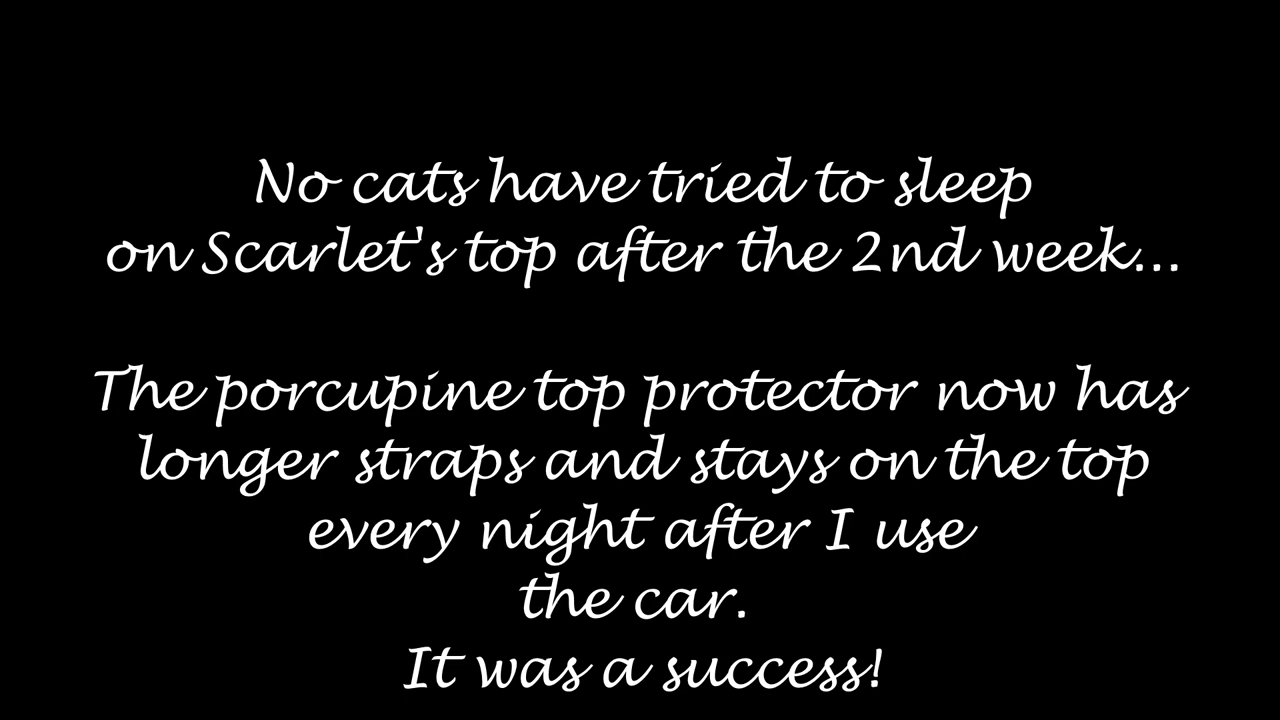 No cats have tried to sleep
on Scarlet's top after the 2nd week...
The porcupine top protector now has
longer straps and stays on the top
every night after I use
the car.
It was a success!